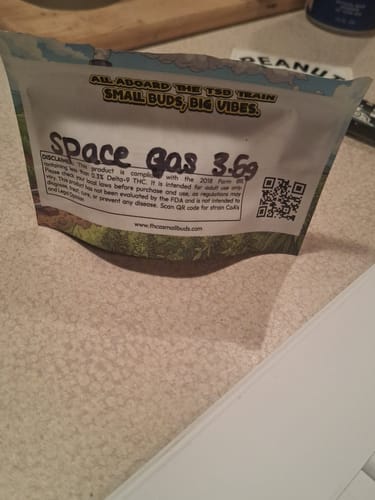 PEANUT
ALL ABOARD THE TSB TRAIN
SMALL BUDS, BIG VIBES.
Space Gas 3.5g
DISCLAIMER: This product is compliant with the 2018 Farm Bill
containing less than 0.3% Delta-9 THC. It is intended for adult use only
Please check your local laws before purchase and use, as regulations may
vary. This product has not been evaluated by the FDA and is not intended to
diagnose, treat, cure, or prevent any disease. Scan QR code for strain CoA's
and Legal Opinion
www.thcasmallbuds.com